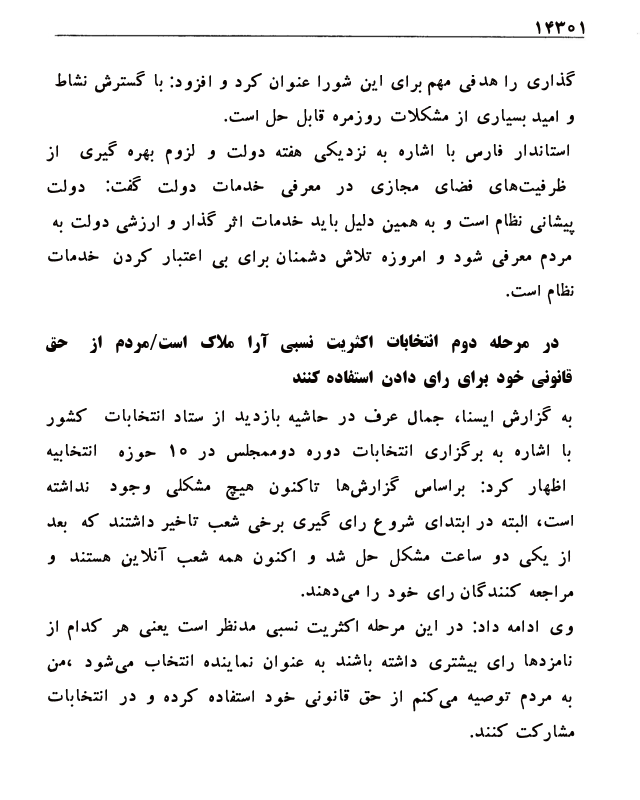 ۱۴۳۰۱
گذاری را هدفی مهم برای این شورا عنوان کرد و افزود: با گسترش نشاط
و امید بسیاری از مشکلات روزمره قابل حل است.
استاندار فارس با اشاره به نزدیکی هفته دولت و لزوم بهره گیری از
ظرفیت‌های فضای مجازی در معرفی خدمات دولت گفت: دولت
پیشانی نظام است و به همین دلیل باید خدمات اثر گذار و ارزشی دولت به
مردم معرفی شود و امروزه تلاش دشمنان برای بی اعتبار کردن خدمات
نظام است.
در مرحله دوم انتخابات اکثریت نسبی آرا ملاک است/مردم از حق
قانونی خود برای رای دادن استفاده کنند
به گزارش ایسنا، جمال عرف در حاشیه بازدید از ستاد انتخابات کشور
با اشاره به برگزاری انتخابات دوره دوممجلس در ۱۰ حوزه انتخابیه
اظهار کرد: براساس گزارش‌ها تاکنون هیچ مشکلی وجود نداشته
است، البته در ابتدای شروع رای گیری برخی شعب تاخیر داشتند که بعد
از یکی دو ساعت مشکل حل شد و اکنون همه شعب آنلاین هستند و
مراجعه کنندگان رای خود را می‌دهند.
وی ادامه داد: در این مرحله اکثریت نسبی مدنظر است یعنی هر کدام از
نامزدها رای بیشتری داشته باشند به عنوان نماینده انتخاب می‌شود ،من
به مردم توصیه می‌کنم از حق قانونی خود استفاده کرده و در انتخابات
مشارکت کنند.